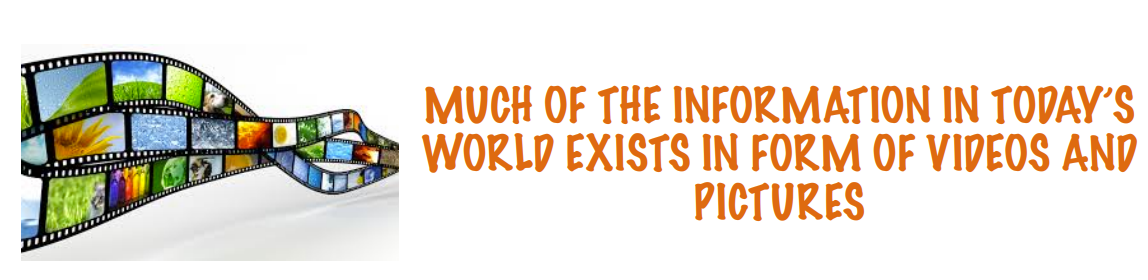 MUCH OF THE INFORMATION IN TODAY'S
WORLD EXISTS IN FORM OF VIDEOS AND
PICTURES